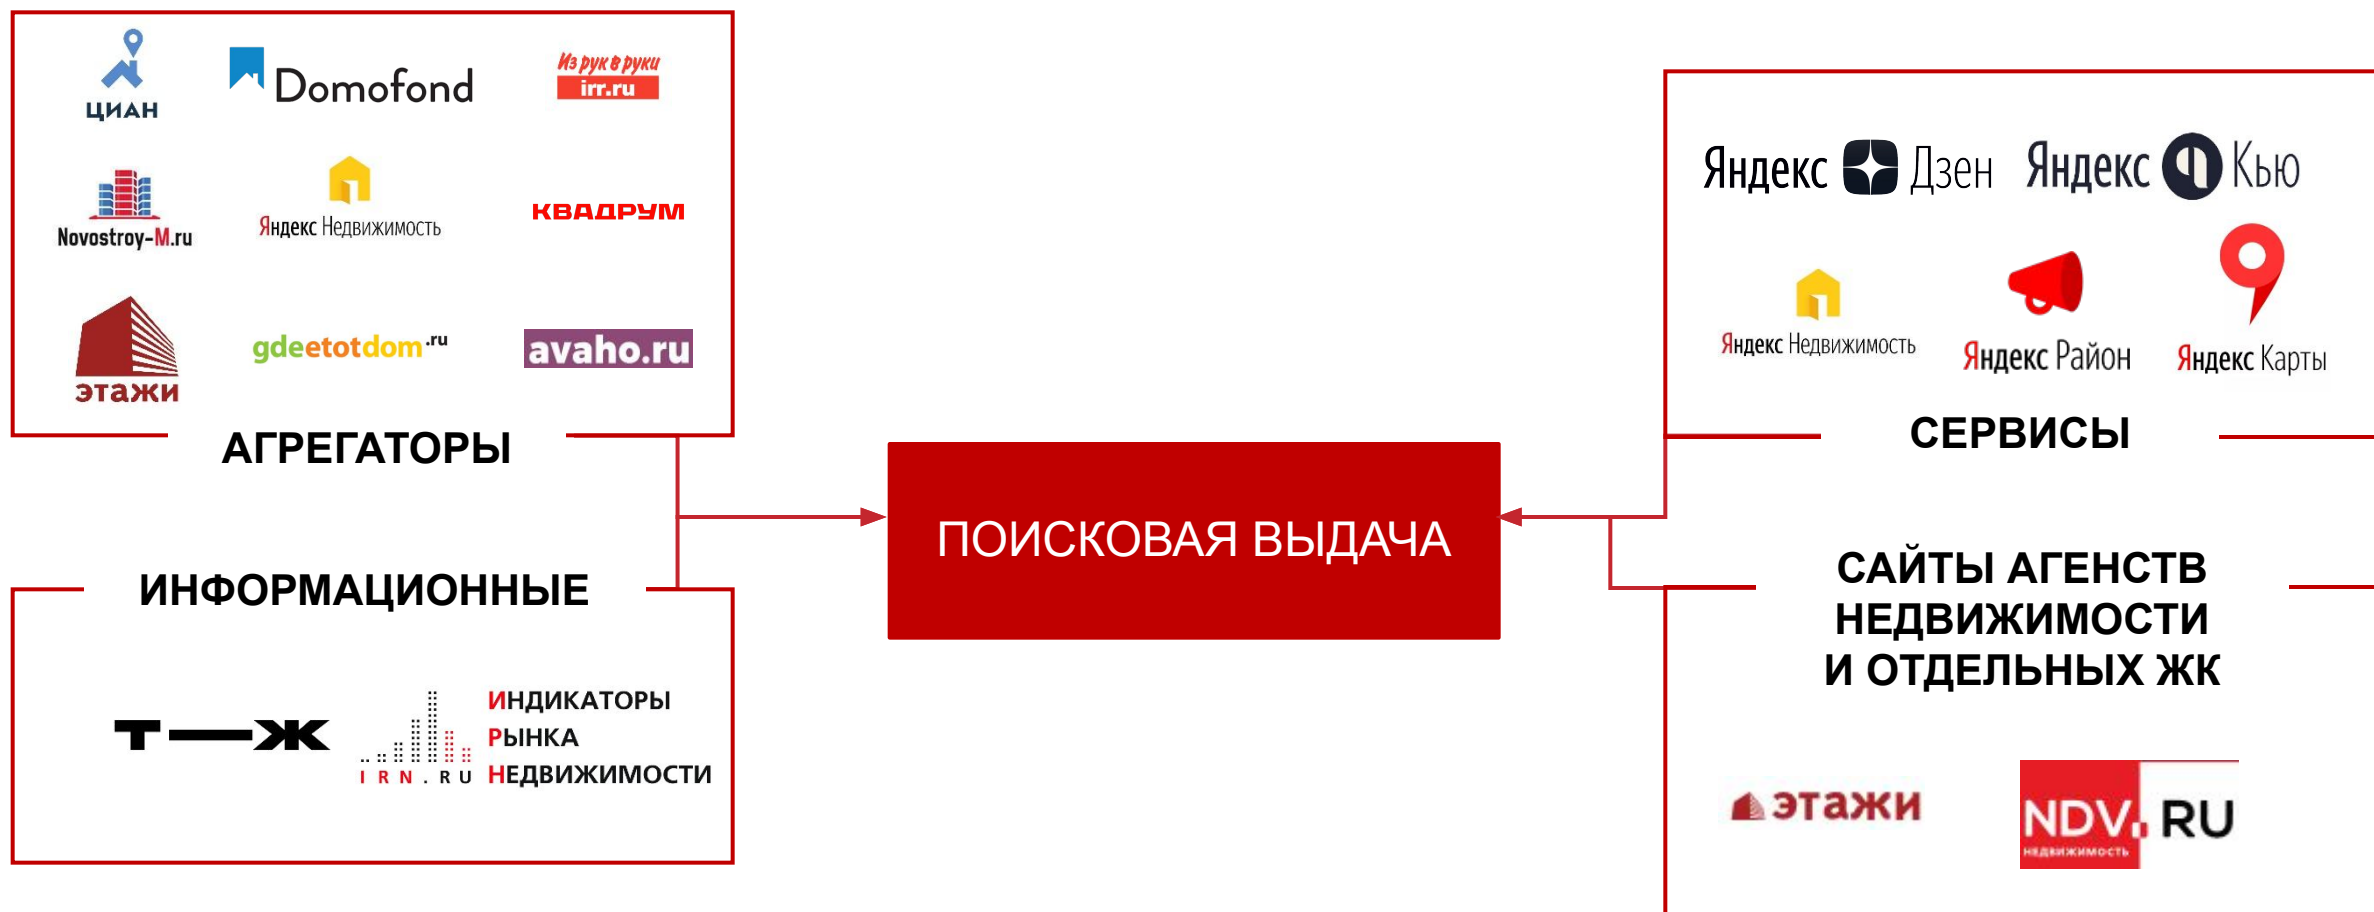 ЦИАН
Domofond
Из рук в руки
irr.ru
Novostroy-M.ru
Яндекс Недвижимость
КВАДРУМ
этажи
gdeetotdom.ru
avaho.ru
АГРЕГАТОРЫ
ИНФОРМАЦИОННЫЕ
Т—Ж
IRN.RU
ИНДИКАТОРЫ
РЫНКА
НЕДВИЖИМОСТИ
ПОИСКОВАЯ ВЫДАЧА
Яндекс Дзен
Яндекс Кью
Яндекс Недвижимость
Яндекс Район
Яндекс Карты
СЕРВИСЫ
САЙТЫ АГЕНСТВ
НЕДВИЖИМОСТИ
И ОТДЕЛЬНЫХ ЖК
этажи
NDV.RU
НЕДВИЖИМОСТЬ